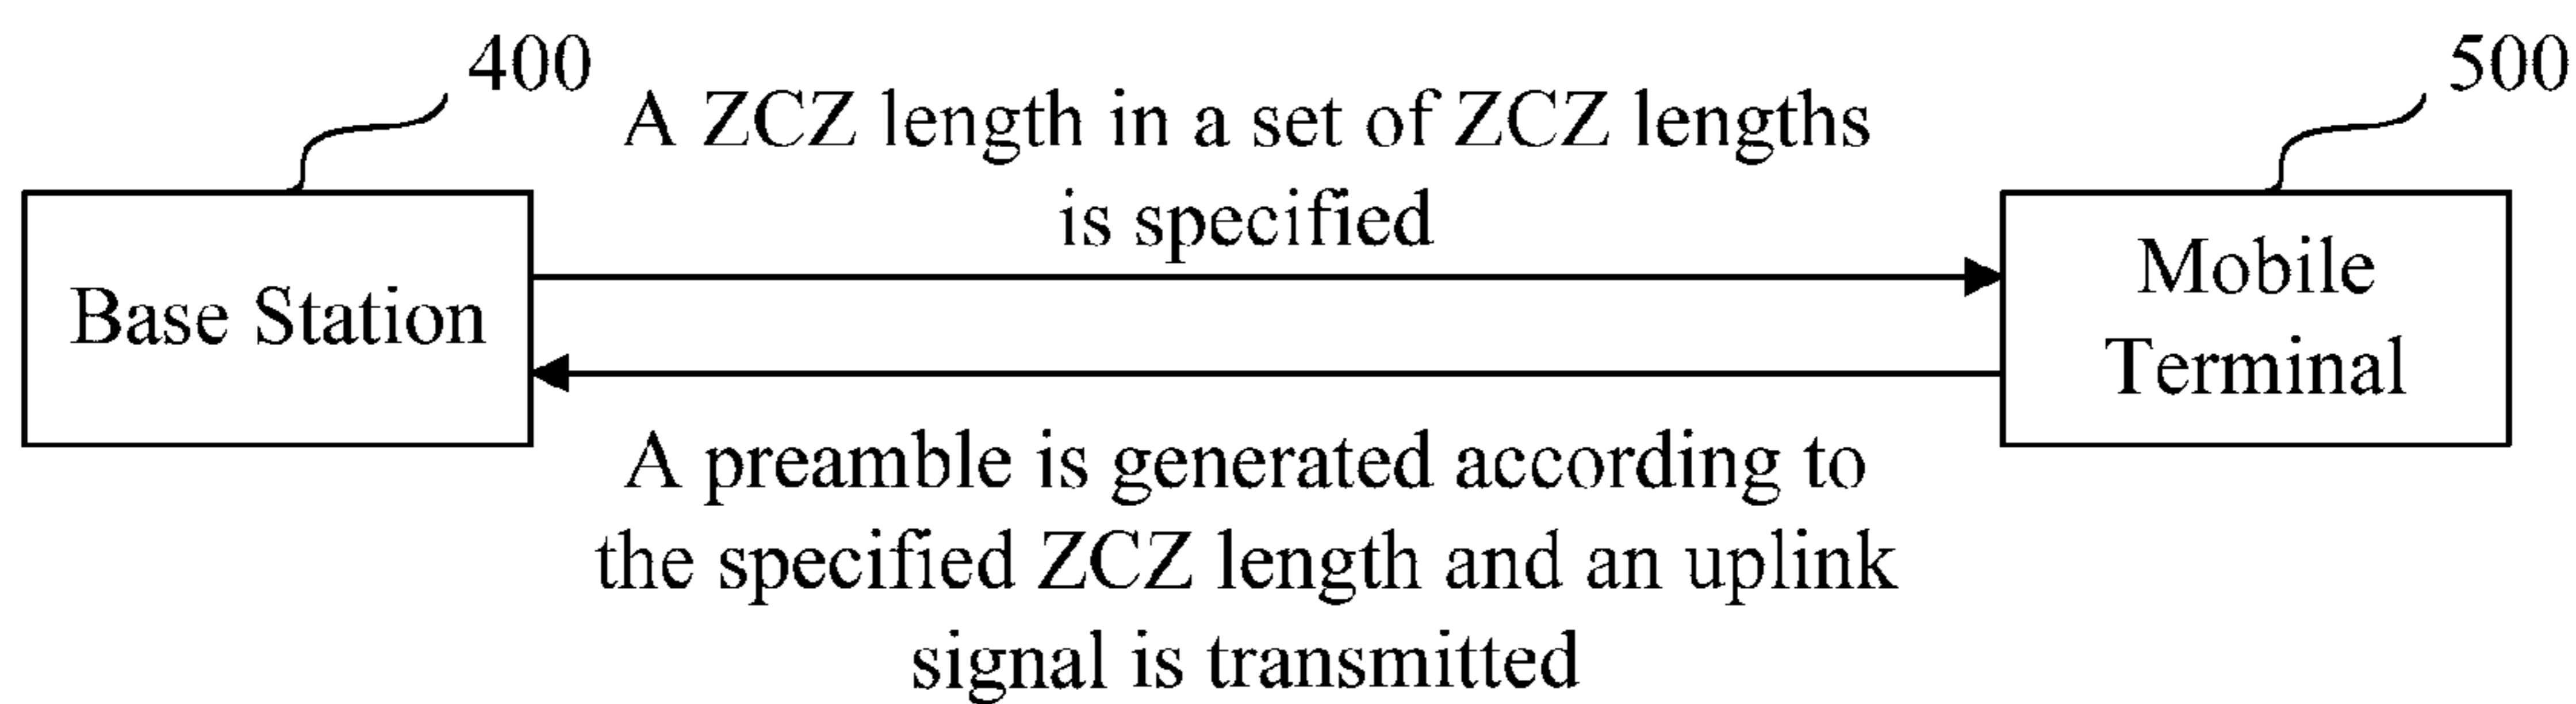 400
500
A ZCZ length in a set of ZCZ lengths
is specified
Base Station
Mobile
Terminal
A preamble is generated according to
the specified ZCZ length and an uplink
signal is transmitted